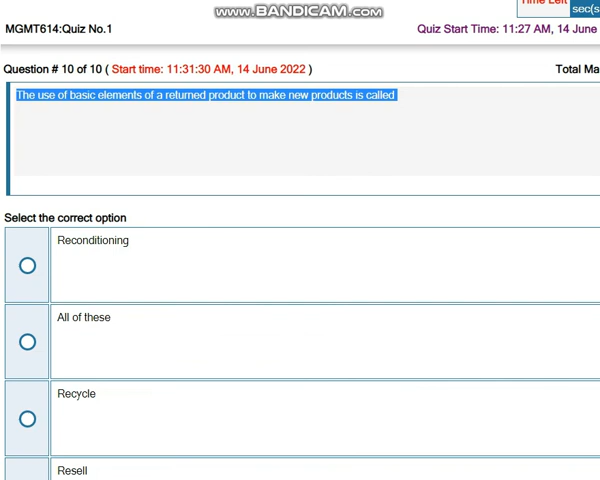 www.BANDICAM.com
Time Left
sec(s
MGMT614:Quiz No.1
Quiz Start Time: 11:27 AM, 14 June
Question # 10 of 10 ( Start time: 11:31:30 AM, 14 June 2022 )
Total Ma
The use of basic elements of a returned product to make new products is called
Select the correct option
Reconditioning
All of these
Recycle
Resell